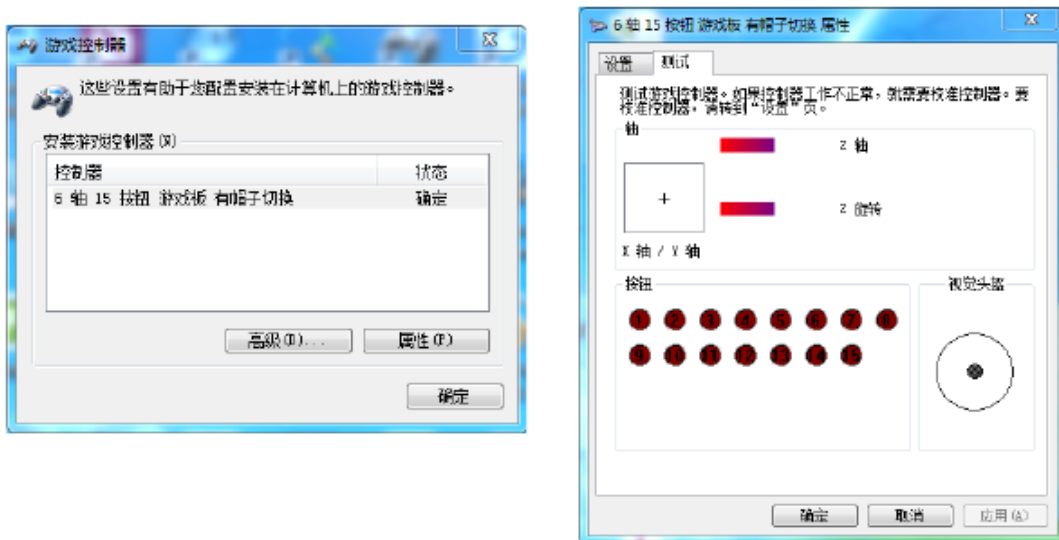 游戏控制器
这些设置有助于您配置安装在计算机上的游戏控制器。
安装游戏控制器(N)
控制器 状态
6 轴 15 按钮 游戏板 有帽子切换 确定
高级(D)... 属性(P)
确定
6 轴 15 按钮 游戏板 有帽子切换 属性
设置 测试
测试游戏控制器。如果控制器工作不正常，就需要校准控制器。要
校准控制器，请转到“设置”页。
轴
Z 轴
Z 旋转
X 轴 / Y 轴
按钮 视觉头盔
1 2 3 4 5 6 7 8
9 10 11 12 13 14 15
确定 取消 应用(A)